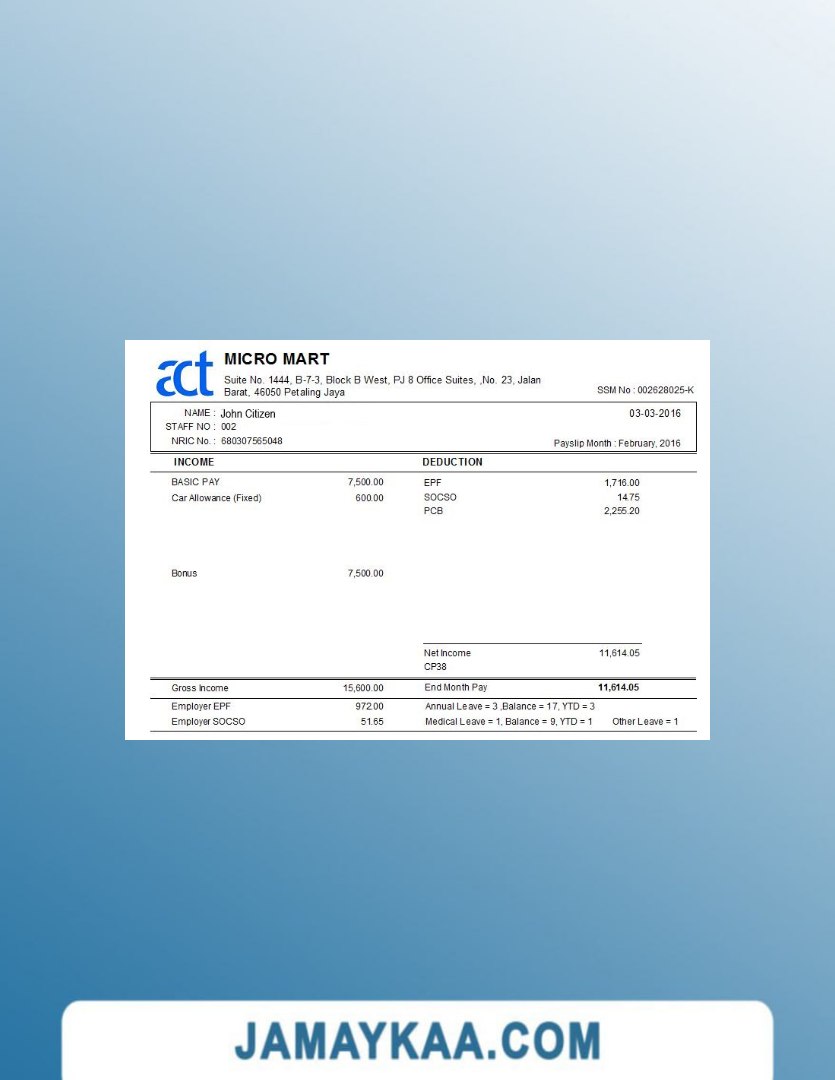 act
MICRO MART
Suite No. 1444, B-7-3, Block B West, PJ 8 Office Suites, ,No. 23, Jalan
Barat, 46050 Petaling Jaya
SSM No : 002628025-K
NAME : John Citizen 03-03-2016
STAFF NO : 002
NRIC No. : 680307565048 Payslip Month : February, 2016
INCOME DEDUCTION
BASIC PAY 7,500.00 EPF 1,716.00
Car Allowance (Fixed) 600.00 SOCSO 14.75
PCB 2,255.20
Bonus 7,500.00
Net Income 11,614.05
CP38
Gross Income 15,600.00 End Month Pay 11,614.05
Employer EPF 972.00 Annual Leave = 3 ,Balance = 17, YTD = 3
Employer SOCSO 51.65 Medical Leave = 1, Balance = 9, YTD = 1 Other Leave = 1
JAMAYKAA.COM